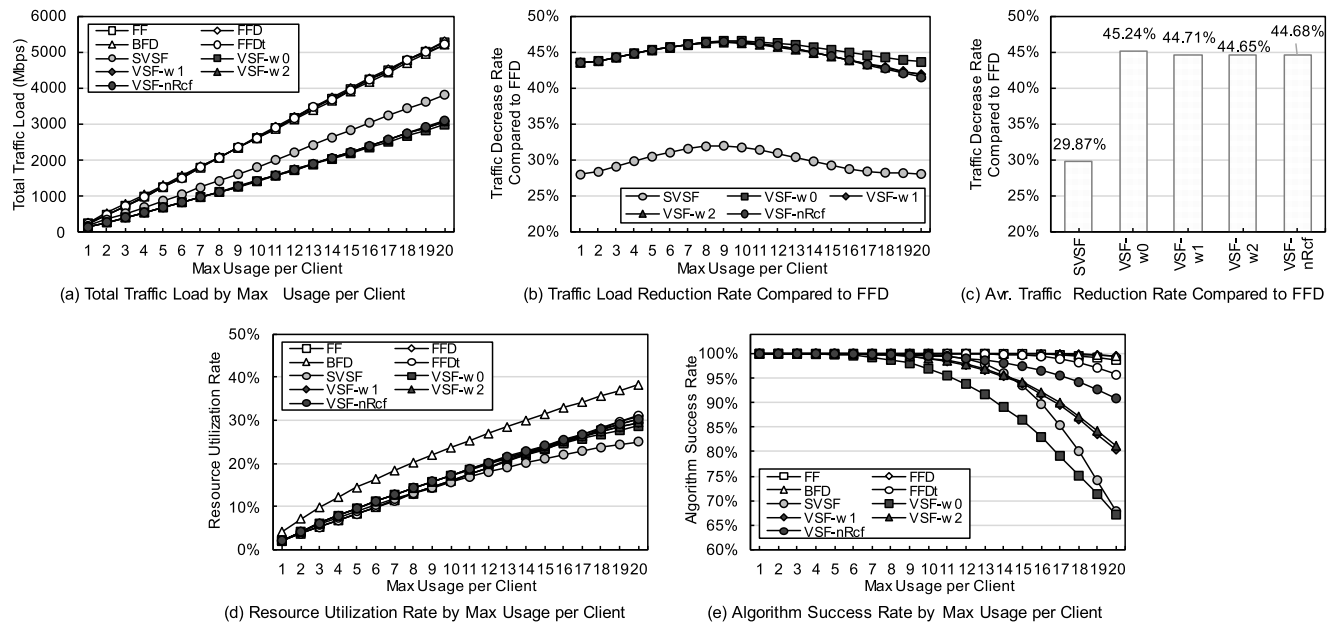 Total Traffic Load (Mbps)
6000
5000
4000
3000
2000
1000
0
FF
FFD
BFD
FFDt
SVSF
VSF-w0
VSF-w1
VSF-w2
VSF-nRcf
1 2 3 4 5 6 7 8 9 10 11 12 13 14 15 16 17 18 19 20
Max Usage per Client
(a) Total Traffic Load by Max Usage per Client
Traffic Decrease Rate
Compared to FFD
50%
45%
40%
35%
30%
25%
20%
SVSF
VSF-w0
VSF-w1
VSF-w2
VSF-nRcf
1 2 3 4 5 6 7 8 9 10 11 12 13 14 15 16 17 18 19 20
Max Usage per Client
(b) Traffic Load Reduction Rate Compared to FFD
Traffic Decrease Rate
Compared to FFD
50%
45%
40%
35%
30%
25%
20%
29.87%
45.24%
44.71%
44.65%
44.68%
SVSF
VSF-
w0
VSF-
w1
VSF-
w2
VSF-
nRcf
(c) Avr. Traffic Reduction Rate Compared to FFD
Resource Utilization Rate
50%
40%
30%
20%
10%
0%
FF
FFD
BFD
FFDt
SVSF
VSF-w0
VSF-w1
VSF-w2
VSF-nRcf
1 2 3 4 5 6 7 8 9 10 11 12 13 14 15 16 17 18 19 20
Max Usage per Client
(d) Resource Utilization Rate by Max Usage per Client
Algorithm Success Rate
100%
95%
90%
85%
80%
75%
70%
65%
60%
FF
FFD
BFD
FFDt
SVSF
VSF-w0
VSF-w1
VSF-w2
VSF-nRcf
1 2 3 4 5 6 7 8 9 10 11 12 13 14 15 16 17 18 19 20
Max Usage per Client
(e) Algorithm Success Rate by Max Usage per Client